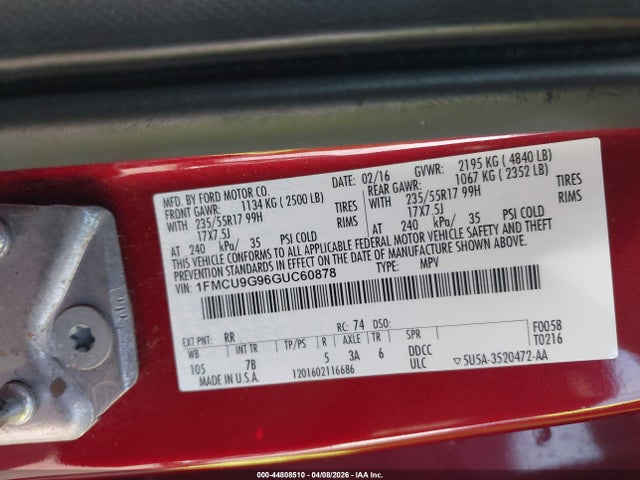 MFD. BY FORD MOTOR CO. DATE: 02/16 GVWR: 2195 KG ( 4840 LB)
FRONT GAWR: 1134 KG ( 2500 LB) REAR GAWR: 1067 KG ( 2352 LB)
WITH 235/55R17 99H TIRES WITH 235/55R17 99H TIRES
17X7.5J RIMS 17X7.5J RIMS
AT 240 kPa/ 35 PSI COLD AT 240 kPa/ 35 PSI COLD
THIS VEHICLE CONFORMS TO ALL APPLICABLE FEDERAL MOTOR VEHICLE SAFETY AND THEFT
PREVENTION STANDARDS IN EFFECT ON THE DATE OF MANUFACTURE SHOWN ABOVE.
VIN: 1FMCU9G96GUC60878 TYPE: MPV
EXT PNT: RR RC: 74 DSO: F0058
WB INT TR TP/PS R AXLE TR SPR T0216
105 7B 5 3A 6 DDCC
MADE IN U.S.A. 1201602116686 ULC 5U5A-3520472-AA
000-44808510 - 04/08/2026 - IAA Inc.